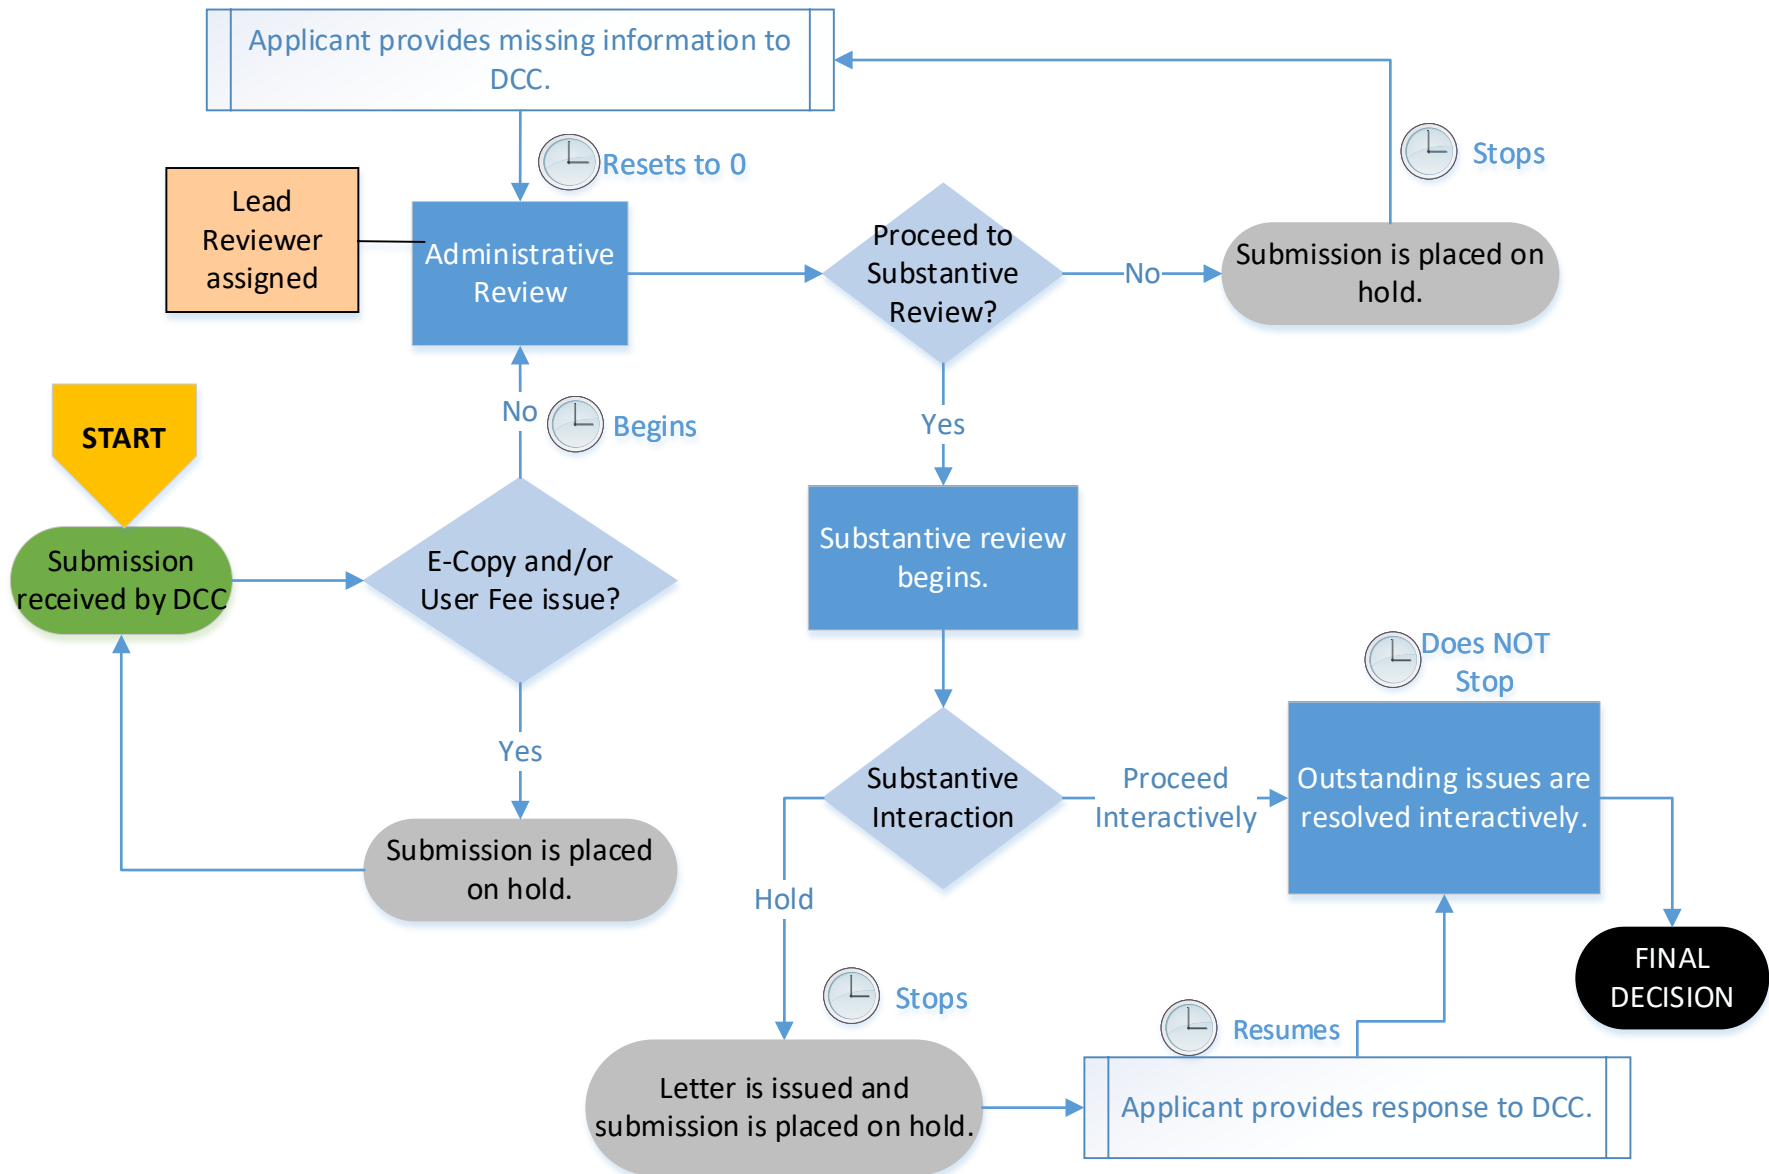 Applicant provides missing information to
DCC.
Resets to 0
Stops
Lead
Reviewer
assigned
Administrative
Review
Proceed to
Substantive
Review?
No
Submission is placed on
hold.
No
Begins
Yes
START
Submission
received by DCC
E-Copy and/or
User Fee issue?
Substantive review
begins.
Yes
Submission is placed
on hold.
Does NOT
Stop
Substantive
Interaction
Proceed
Interactively
Outstanding issues are
resolved interactively.
Hold
FINAL
DECISION
Stops
Resumes
Letter is issued and
submission is placed on hold.
Applicant provides response to DCC.